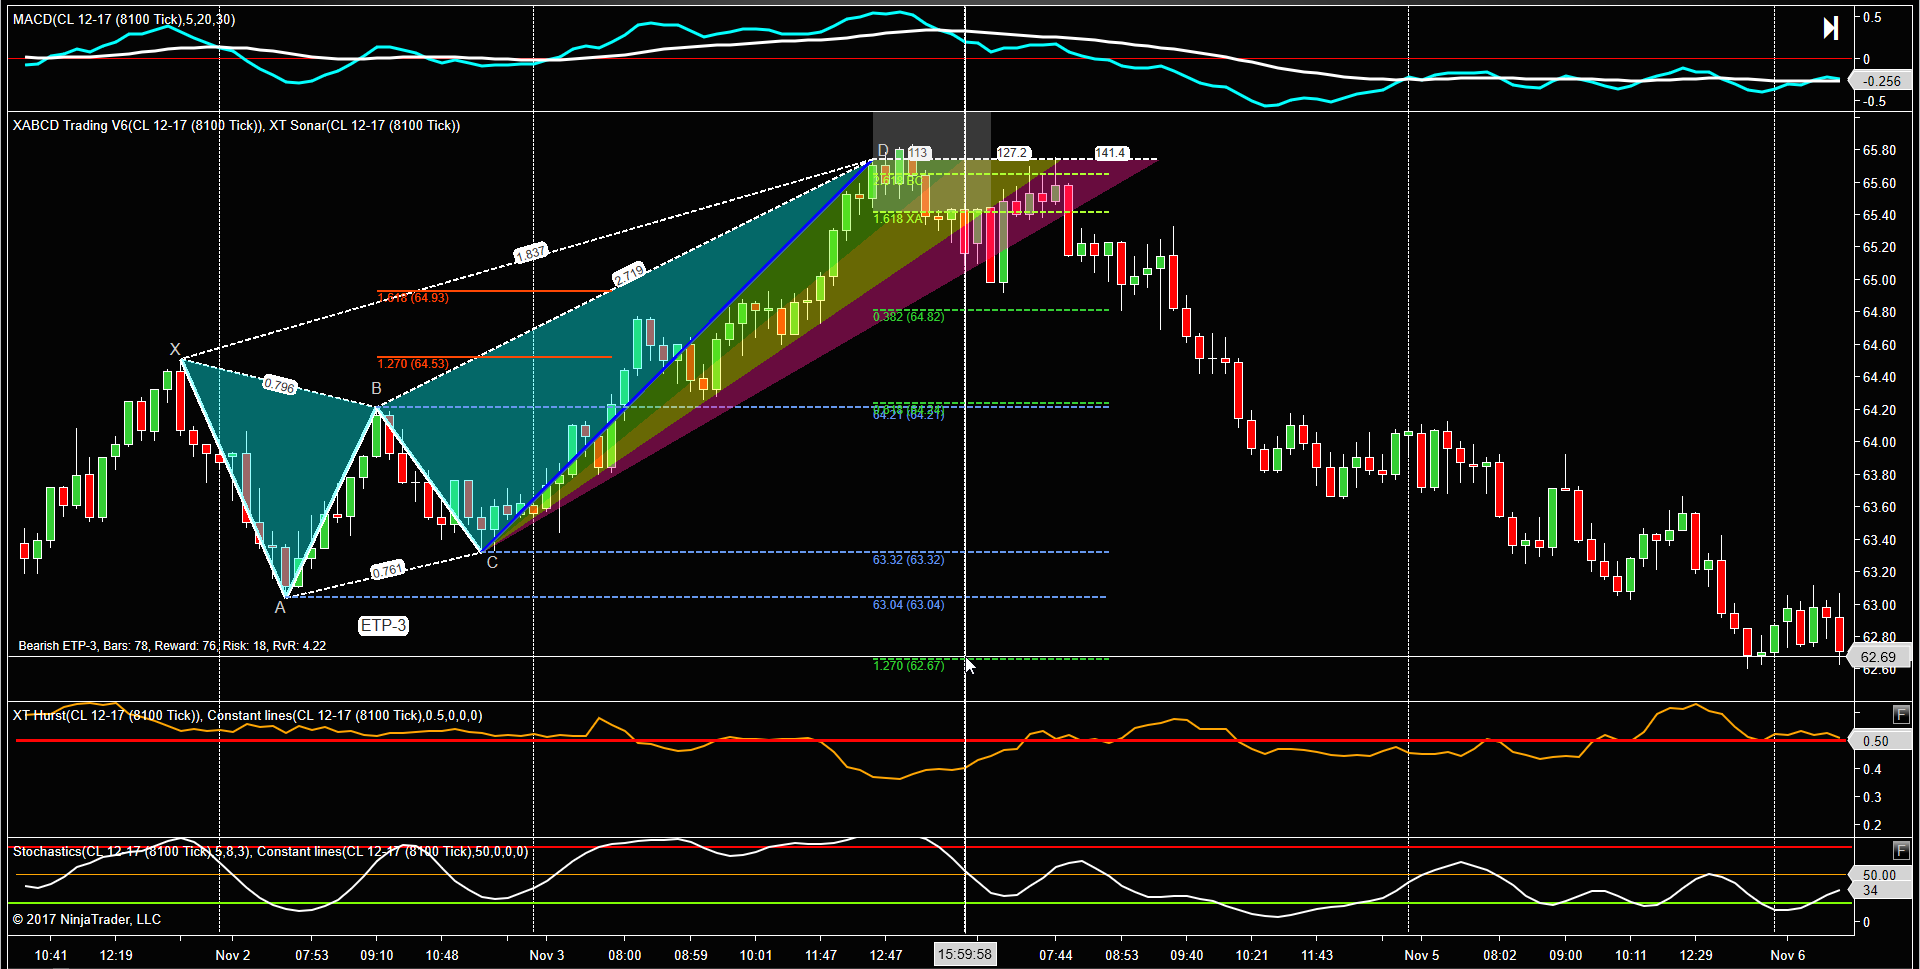 MACD(CL 12-17 (8100 Tick),5,20,30)
0.5
0
-0.256
-0.5
XABCD Trading V6(CL 12-17 (8100 Tick)), XT Sonar(CL 12-17 (8100 Tick))
D
113
127.2
141.4
65.80
2.618 BC
65.60
1.618 XA
65.40
1.837
65.20
2.719
65.00
1.618 (64.93)
0.382 (64.82)
64.80
X
64.60
1.270 (64.53)
0.796
64.40
B
64.21 (64.21)
64.20
64.00
63.80
63.60
63.40
C
63.32 (63.32)
0.761
63.20
A
63.04 (63.04)
63.00
ETP-3
62.80
Bearish ETP-3, Bars: 78, Reward: 76, Risk: 18, RvR: 4.22
1.270 (62.67)
62.69
62.60
XT Hurst(CL 12-17 (8100 Tick)), Constant lines(CL 12-17 (8100 Tick),0.5,0,0,0)
F
0.50
0.4
0.3
0.2
Stochastics(CL 12-17 (8100 Tick),5,8,3), Constant lines(CL 12-17 (8100 Tick),50,0,0,0)
F
50.00
34
© 2017 NinjaTrader, LLC
0
10:41 12:19 Nov 2 07:53 09:10 10:48 Nov 3 08:00 08:59 10:01 11:47 12:47 15:59:58 07:44 08:53 09:40 10:21 11:43 Nov 5 08:02 09:00 10:11 12:29 Nov 6